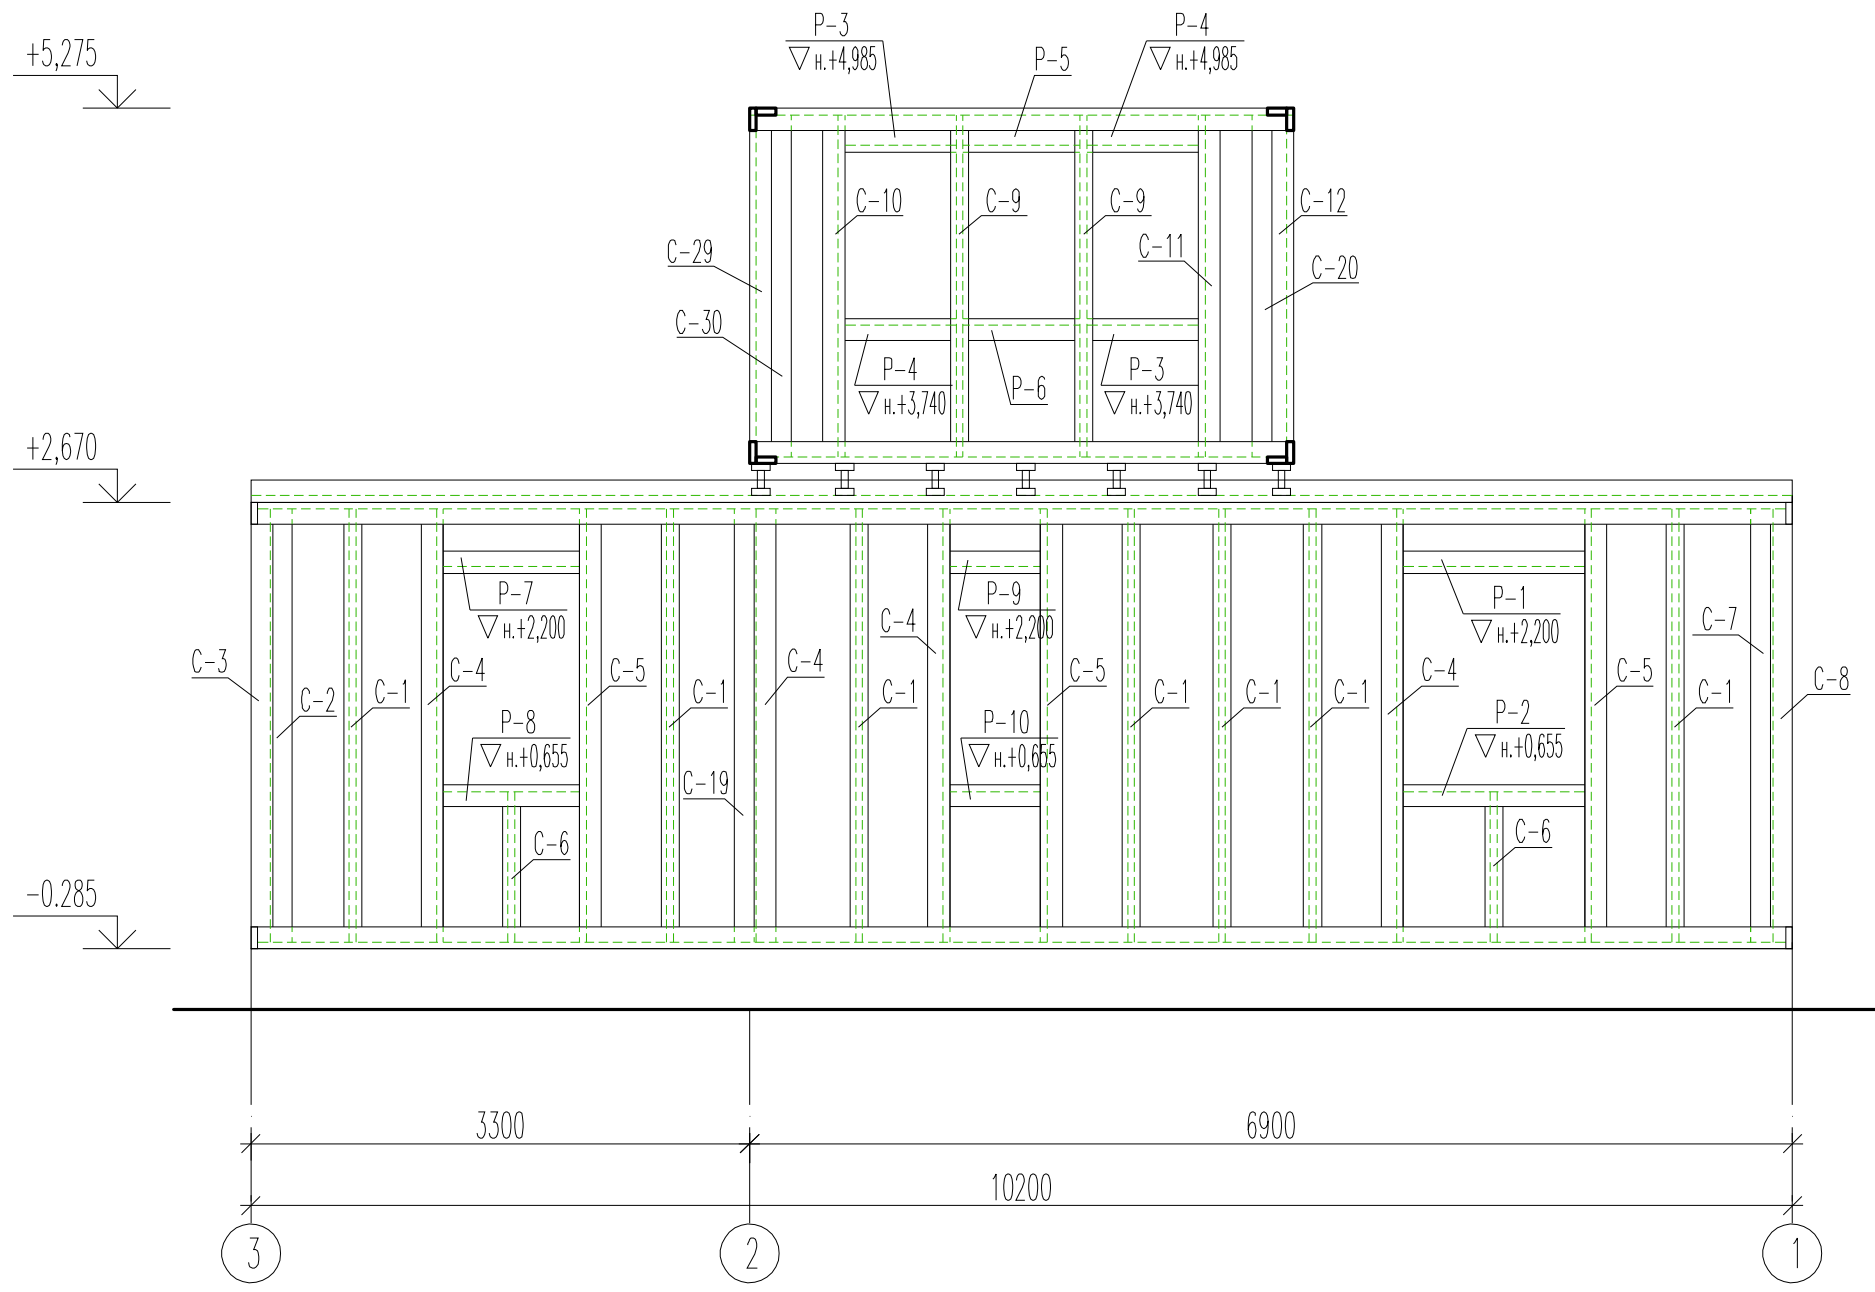 Р-3
н.+4,985
Р-4
н.+4,985
+5,275
Р-5
С-10
С-9
С-9
С-12
С-29
С-11
С-20
С-30
Р-4
н.+3,740
Р-6
Р-3
н.+3,740
+2,670
Р-7
н.+2,200
Р-9
н.+2,200
Р-1
н.+2,200
С-4
С-7
С-3
С-4
С-5
С-4
С-5
С-4
С-5
С-8
С-2
С-1
С-1
С-1
С-1
С-1
С-1
С-1
Р-8
н.+0,655
Р-10
н.+0,655
Р-2
н.+0,655
С-19
С-6
С-6
-0.285
3300
6900
10200
3
2
1